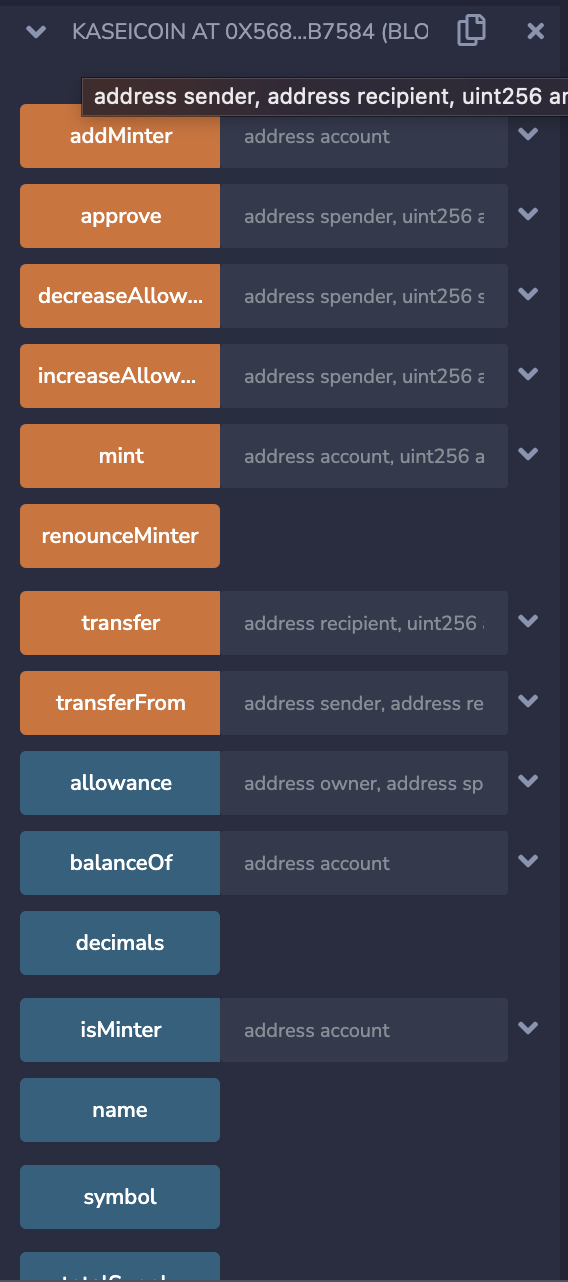 KASEICOIN AT 0X568...B7584 (BLO
address sender, address recipient, uint256 ar
addMinter address account
approve address spender, uint256 a
decreaseAllow... address spender, uint256 s
increaseAllow... address spender, uint256 a
mint address account, uint256 a
renounceMinter
transfer address recipient, uint256
transferFrom address sender, address re
allowance address owner, address sp
balanceOf address account
decimals
isMinter address account
name
symbol